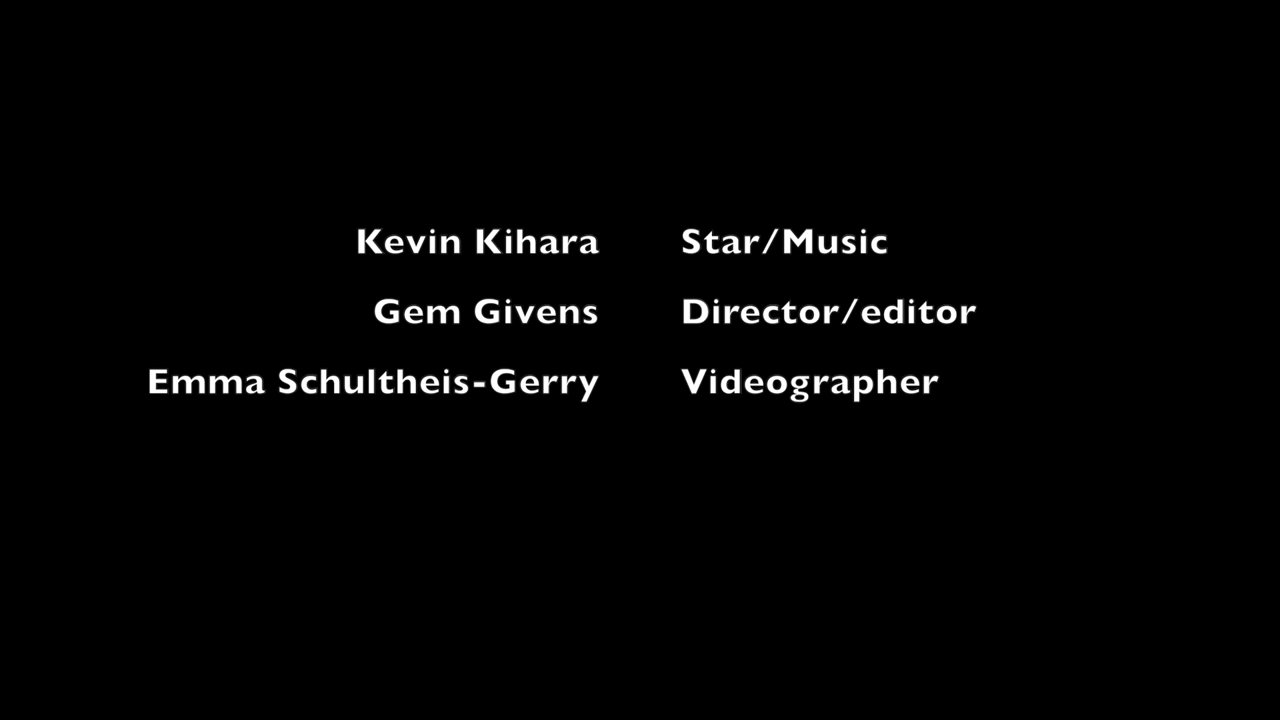 Kevin Kihara Star/Music
Gem Givens Director/editor
Emma Schultheis-Gerry Videographer